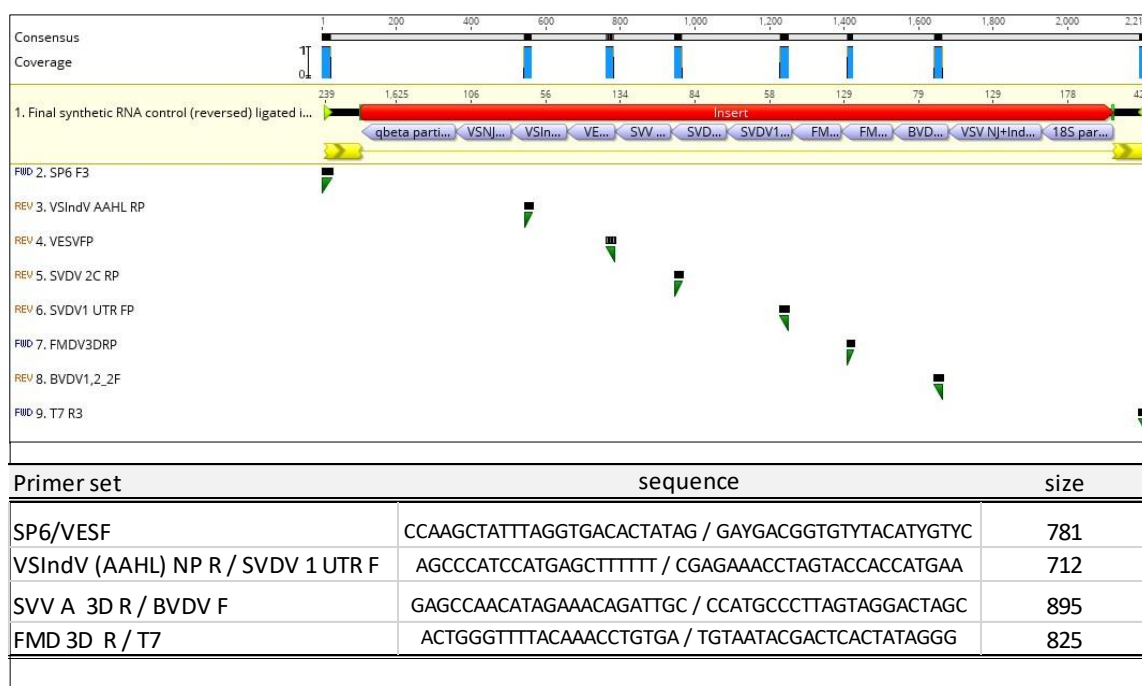 1 200 400 600 800 1,000 1,200 1,400 1,600 1,800 2,000 2,21
Consensus
Coverage
1
0
239 1,625 106 56 134 84 58 129 79 129 178 42
1. Final synthetic RNA control (reversed) ligated i... Insert
qbeta parti... VSNJ... VSIn... VE... SVV ... SVD... SVDV1... FM... FM... BVD... VSV NJ+Ind... 18S par...
FWD 2. SP6 F3
REV 3. VSIndV AAHL RP
REV 4. VESVFP
REV 5. SVDV 2C RP
REV 6. SVDV1 UTR FP
FWD 7. FMDV3DRP
REV 8. BVDV1,2_2F
FWD 9. T7 R3
Primer set sequence size
SP6/VESF CCAAGCTATTTAGGTGACACTATAG / GAYGACGGTGTYTACATYGTYC 781
VSIndV (AAHL) NP R / SVDV 1 UTR F AGCCCATCCATGAGCTTTTTT / CGAGAAACCTAGTACCACCATGAA 712
SVV A 3D R / BVDV F GAGCCAACATAGAAACAGATTGC / CCATGCCCTTAGTAGGACTAGC 895
FMD 3D R / T7 ACTGGGTTTTACAAACCTGTGA / TGTAATACGACTCACTATAGGG 825